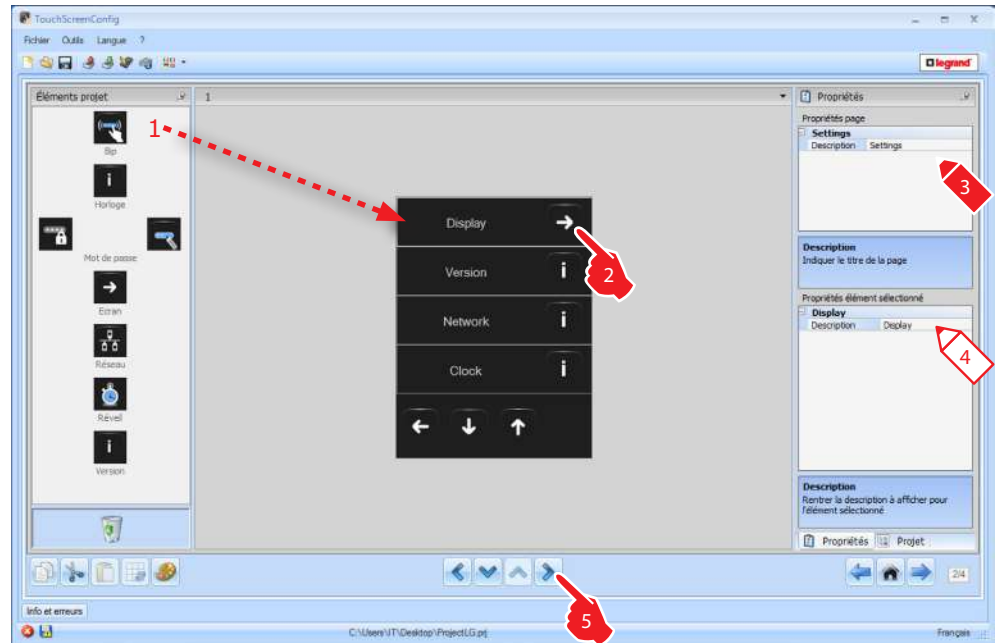 TouchScreenConfig
Fichier Outils Langue ?
legrand
Éléments projet
1
Propriétés
1
Bip
Horloge
Mot de passe
Ecran
Réseau
Réveil
Version
Display
2
Version
Network
Clock
Propriétés page
Settings
Description Settings
3
Description
Indiquer le titre de la page
Propriétés élément sélectionné
Display
Description Display
4
Description
Rentrer la description à afficher pour
l'élément sélectionné
Propriétés Projet
5
2/4
Info et erreurs
C:\Users\IT\Desktop\ProjectLG.prj
Français